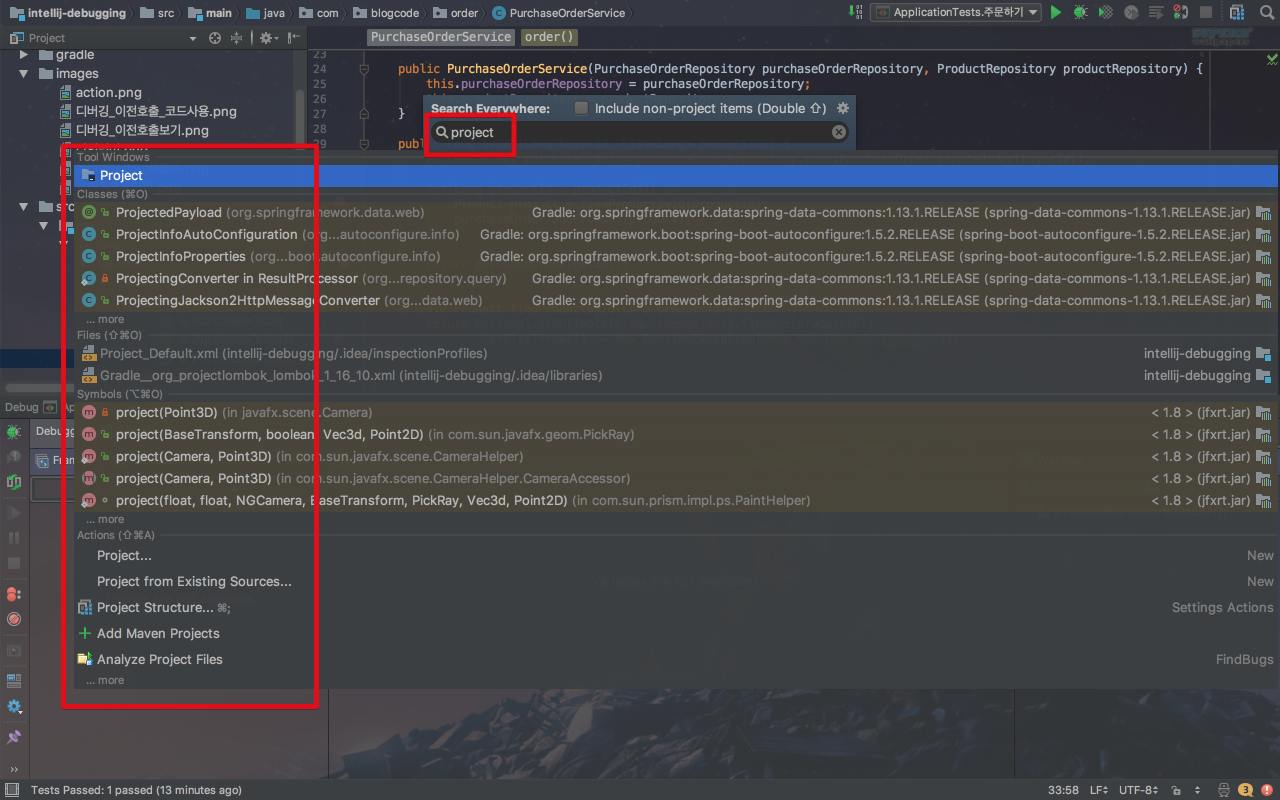 intellij-debugging src main java com blogcode order PurchaseOrderService ApplicationTests.주문하기
Project
PurchaseOrderService order()
gradle
images
action.png
디버깅_이전호출_코드사용.png
디버깅_이전호출보기.png
23
24 public PurchaseOrderService(PurchaseOrderRepository purchaseOrderRepository, ProductRepository productRepository) {
25 this.purchaseOrderRepository = purchaseOrderRepository;
26
27 }
28
29 pub
Search Everywhere: Include non-project items (Double ⇧)
project
Tool Windows
Project
Classes (⌘O)
ProjectedPayload (org.springframework.data.web) Gradle: org.springframework.data:spring-data-commons:1.13.1.RELEASE (spring-data-commons-1.13.1.RELEASE.jar)
ProjectInfoAutoConfiguration (org...autoconfigure.info) Gradle: org.springframework.boot:spring-boot-autoconfigure:1.5.2.RELEASE (spring-boot-autoconfigure-1.5.2.RELEASE.jar)
ProjectInfoProperties (org...boot.autoconfigure.info) Gradle: org.springframework.boot:spring-boot-autoconfigure:1.5.2.RELEASE (spring-boot-autoconfigure-1.5.2.RELEASE.jar)
ProjectingConverter in ResultProcessor (org...repository.query) Gradle: org.springframework.data:spring-data-commons:1.13.1.RELEASE (spring-data-commons-1.13.1.RELEASE.jar)
ProjectingJackson2HttpMessageConverter (org...data.web) Gradle: org.springframework.data:spring-data-commons:1.13.1.RELEASE (spring-data-commons-1.13.1.RELEASE.jar)
... more
Files (⇧⌘O)
Project_Default.xml (intellij-debugging/.idea/inspectionProfiles) intellij-debugging
Gradle__org_projectlombok_lombok_1_16_10.xml (intellij-debugging/.idea/libraries) intellij-debugging
Symbols (⌥⌘O)
project(Point3D) (in javafx.scene.Camera) < 1.8 > (jfxrt.jar)
project(BaseTransform, boolean, Vec3d, Point2D) (in com.sun.javafx.geom.PickRay) < 1.8 > (jfxrt.jar)
project(Camera, Point3D) (in com.sun.javafx.scene.CameraHelper) < 1.8 > (jfxrt.jar)
project(Camera, Point3D) (in com.sun.javafx.scene.CameraHelper.CameraAccessor) < 1.8 > (jfxrt.jar)
project(float, float, NGCamera, BaseTransform, PickRay, Vec3d, Point2D) (in com.sun.prism.impl.ps.PaintHelper) < 1.8 > (jfxrt.jar)
... more
Actions (⇧⌘A)
Project... New
Project from Existing Sources... New
Project Structure... ⌘; Settings Actions
Add Maven Projects
Analyze Project Files FindBugs
... more
src
Debug Ap
Debugg
Fran
Tests Passed: 1 passed (13 minutes ago) 33:58 LF UTF-8 3